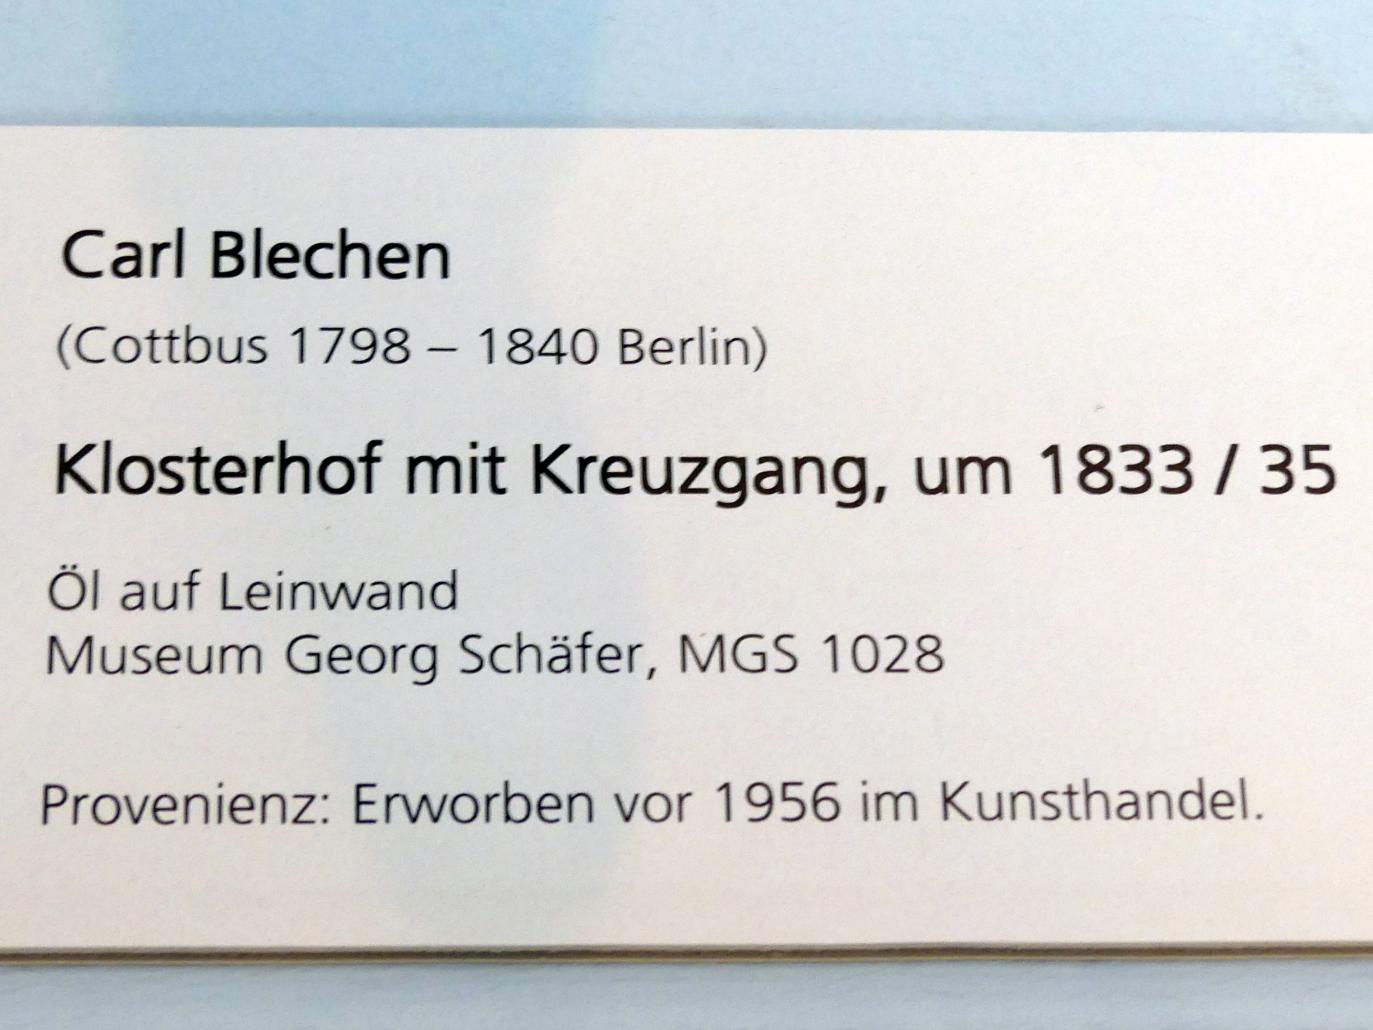 Carl Blechen
(Cottbus 1798 – 1840 Berlin)
Klosterhof mit Kreuzgang, um 1833 / 35
Öl auf Leinwand
Museum Georg Schäfer, MGS 1028
Provenienz: Erworben vor 1956 im Kunsthandel.